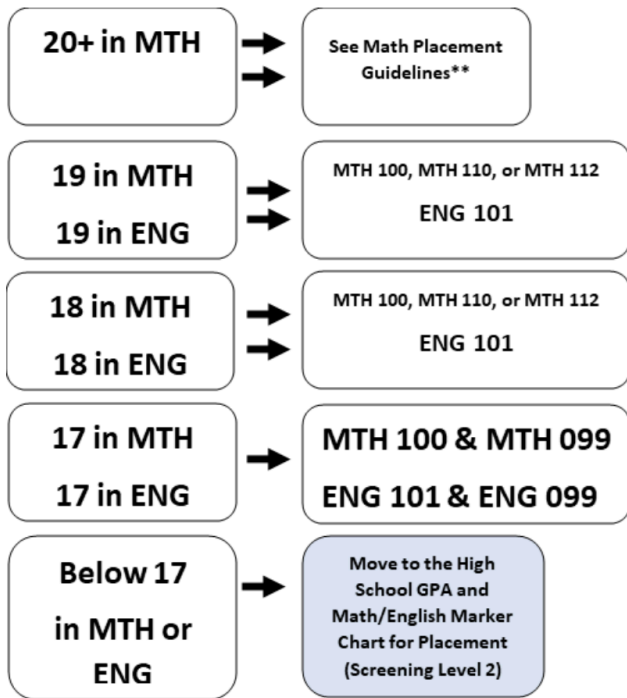 20+ in MTH
See Math Placement
Guidelines**
19 in MTH
19 in ENG
MTH 100, MTH 110, or MTH 112
ENG 101
18 in MTH
18 in ENG
MTH 100, MTH 110, or MTH 112
ENG 101
17 in MTH
17 in ENG
MTH 100 & MTH 099
ENG 101 & ENG 099
Below 17
in MTH or
ENG
Move to the High
School GPA and
Math/English Marker
Chart for Placement
(Screening Level 2)